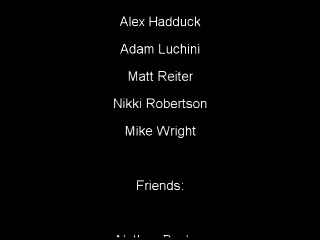 Alex Hadduck
Adam Luchini
Matt Reiter
Nikki Robertson
Mike Wright
Friends: